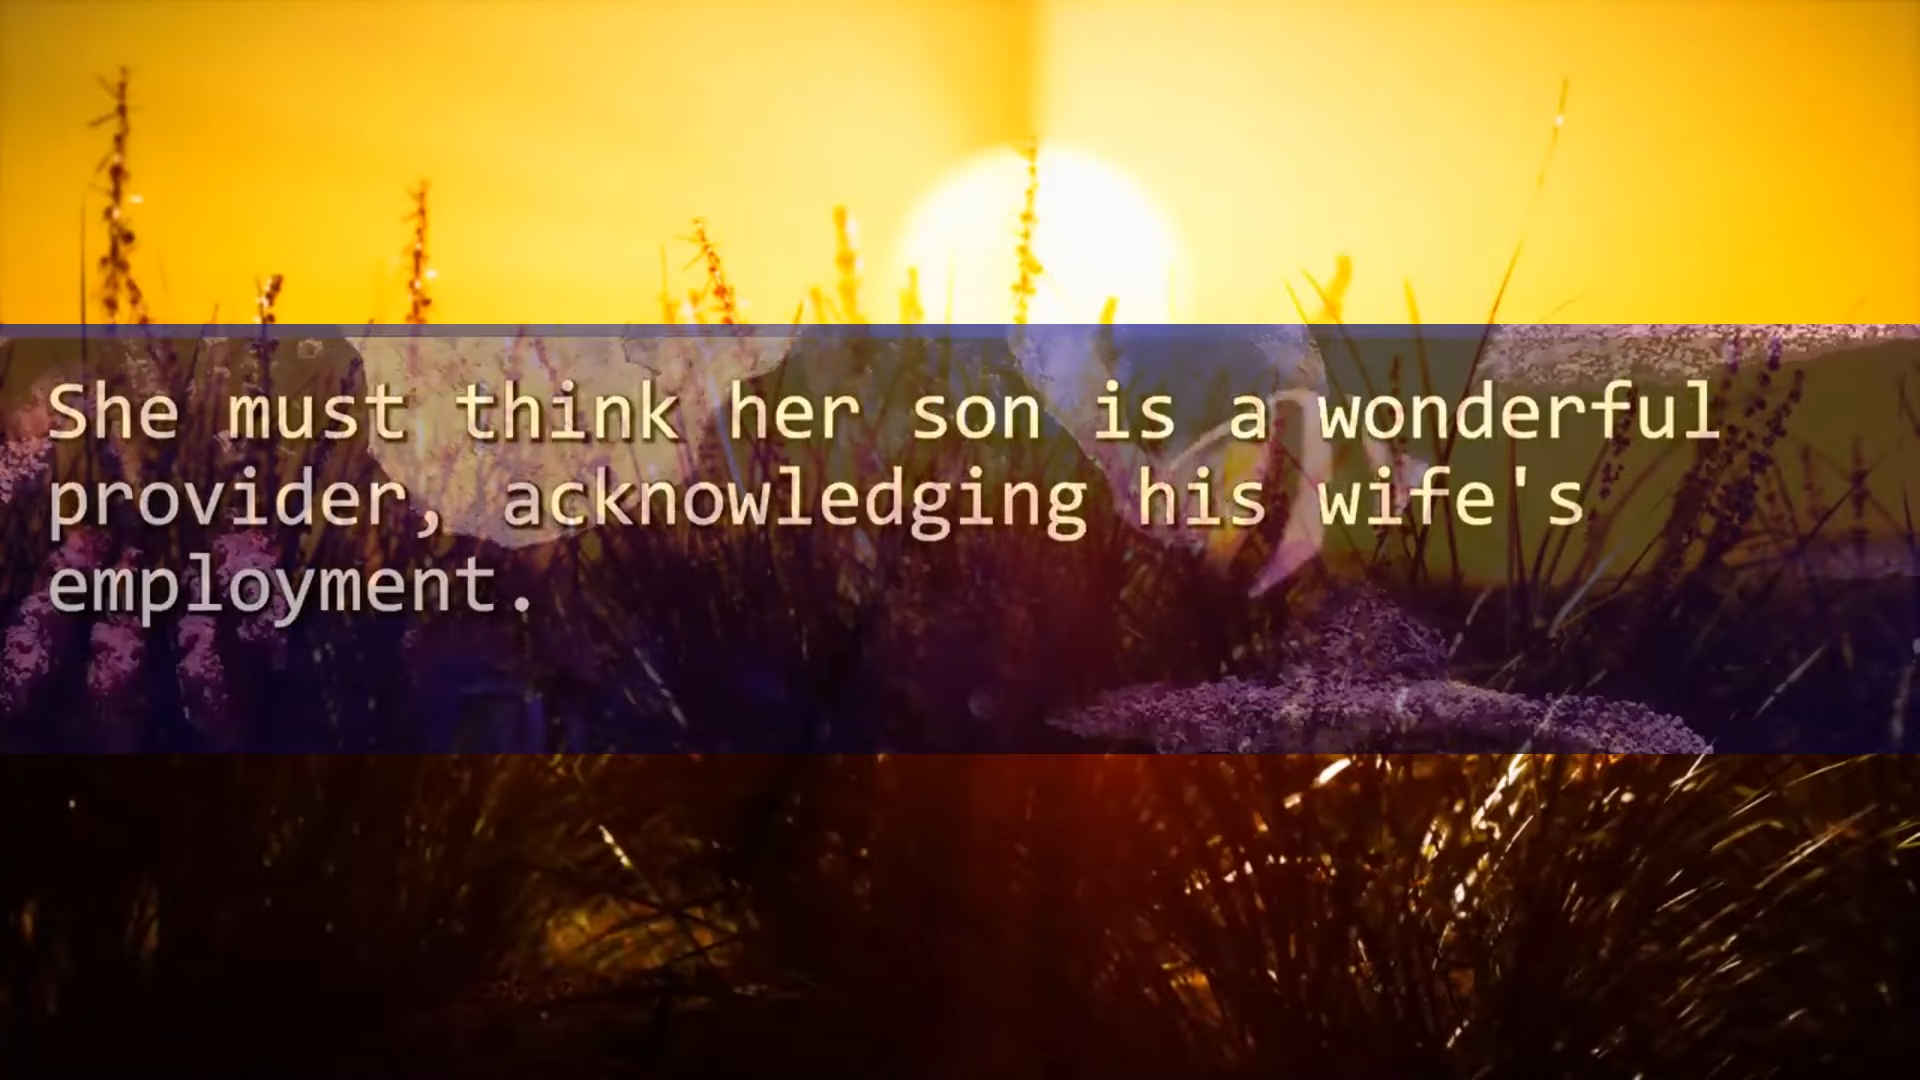 She must think her son is a wonderful
provider, acknowledging his wife's
employment.